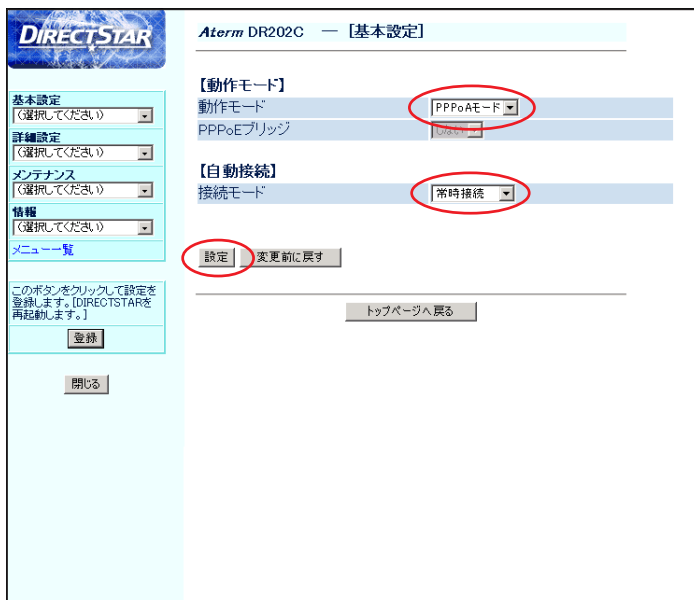 DIRECTSTAR
基本設定
(選択してください)
詳細設定
(選択してください)
メンテナンス
(選択してください)
情報
(選択してください)
メニュー一覧
このボタンをクリックして設定を
登録します。[DIRECTSTARを
再起動します。]
登録
閉じる
Aterm DR202C ― [基本設定]
【動作モード】
動作モード PPPoAモード
PPPoEブリッジ しない
【自動接続】
接続モード 常時接続
設定 変更前に戻す
トップページへ戻る